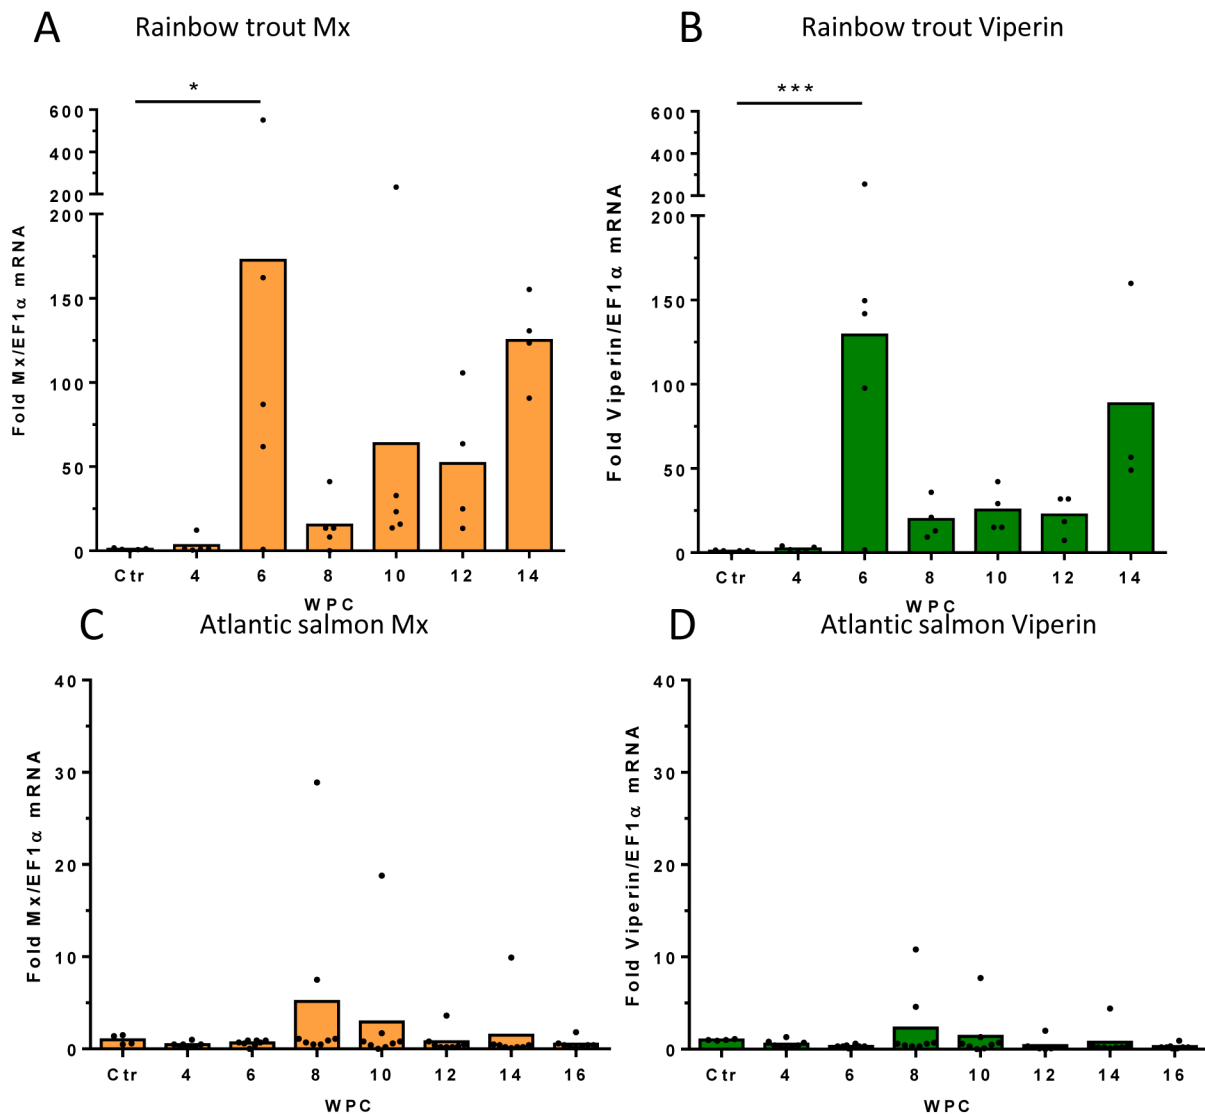 A Rainbow trout Mx
*
Fold Mx/EF1α mRNA
600
400
200
200
150
100
50
0
Ctr 4 6 8 10 12 14
WPC
B Rainbow trout Viperin
***
Fold Viperin/EF1α mRNA
600
400
200
200
150
100
50
0
Ctr 4 6 8 10 12 14
WPC
C Atlantic salmon Mx
Fold Mx/EF1α mRNA
40
30
20
10
0
Ctr 4 6 8 10 12 14 16
WPC
D Atlantic salmon Viperin
Fold Viperin/EF1α mRNA
40
30
20
10
0
Ctr 4 6 8 10 12 14 16
WPC